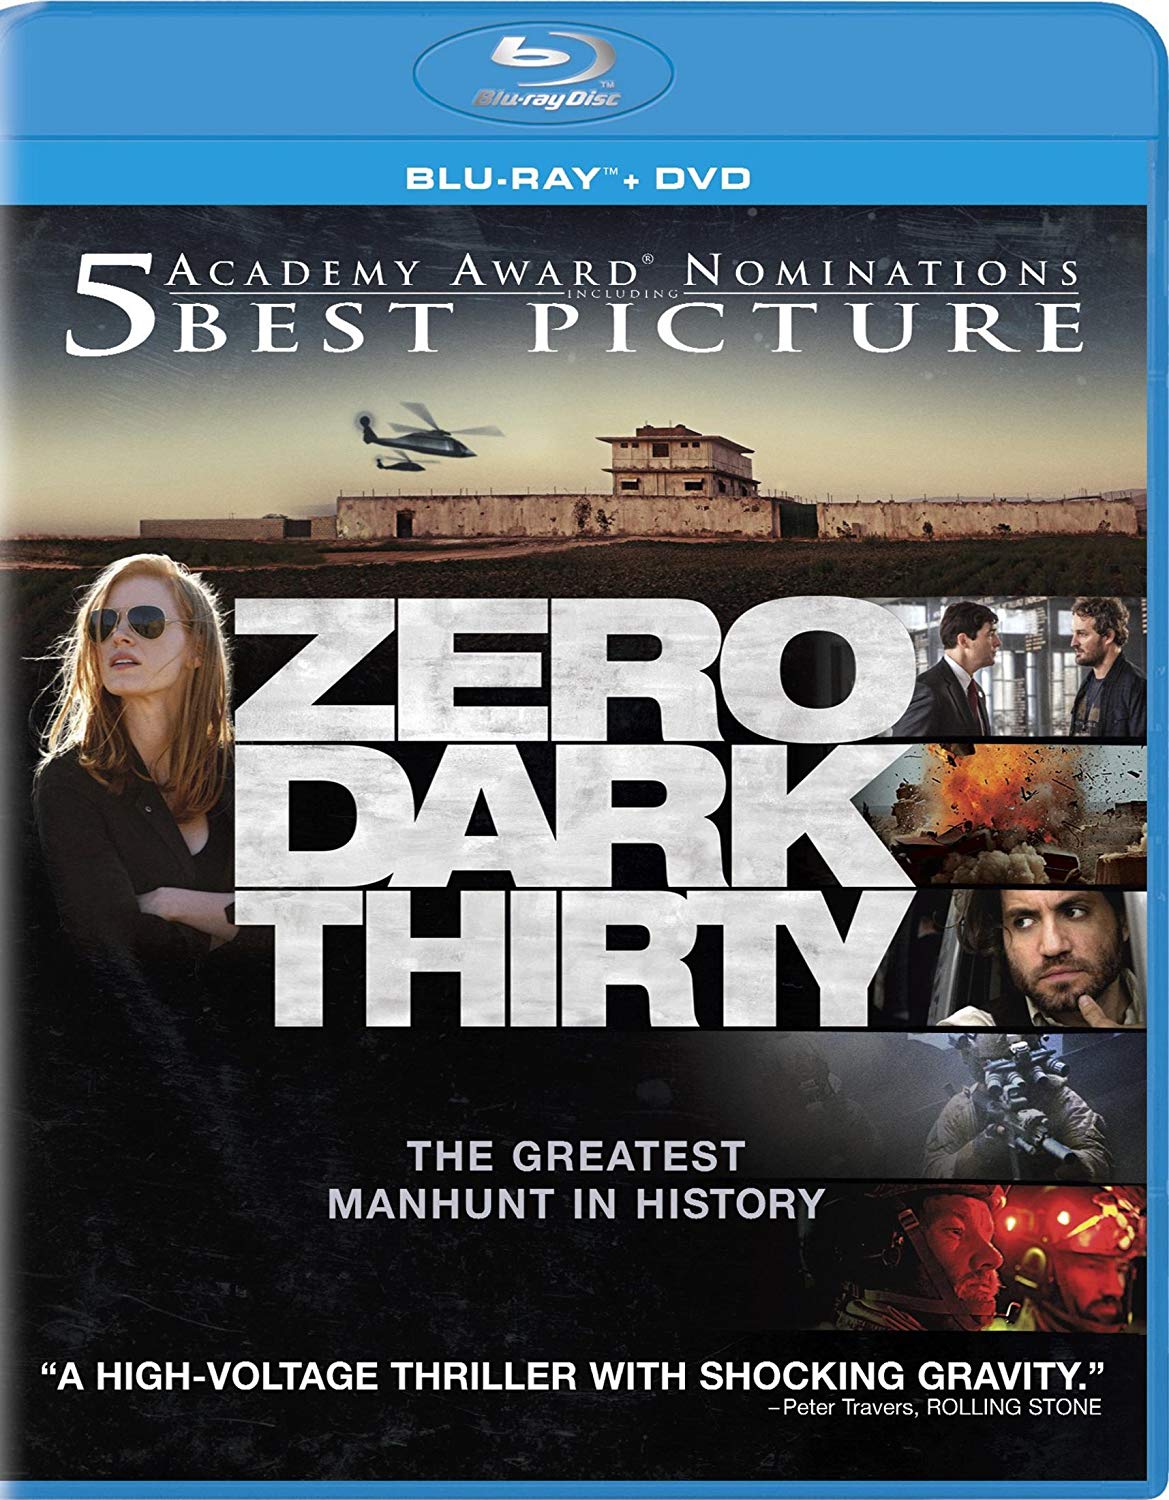 Blu-ray Disc™
BLU-RAY™ + DVD
5 ACADEMY AWARD® NOMINATIONS
INCLUDING
BEST PICTURE
ZERO
DARK
THIRTY
THE GREATEST
MANHUNT IN HISTORY
“A HIGH-VOLTAGE THRILLER WITH SHOCKING GRAVITY.”
–Peter Travers, ROLLING STONE